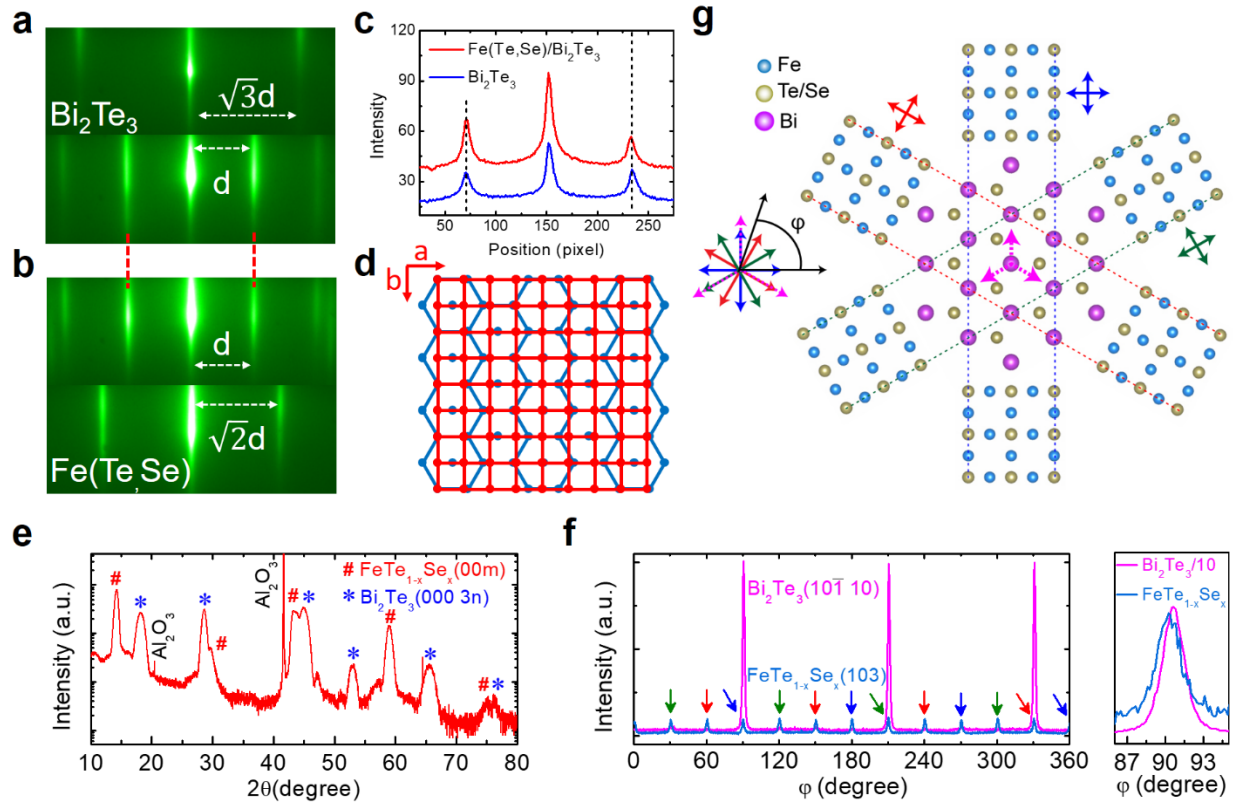 a
√3d
Bi₂Te₃
d
b
d
√2d
Fe(Te,Se)
c
120
90
60
30
Intensity
Fe(Te,Se)/Bi₂Te₃
Bi₂Te₃
50 100 150 200 250
Position (pixel)
d
a
b
e
Intensity (a.u.)
#
*
Al₂O₃
*
#
Al₂O₃
# FeTe₁₋ₓSeₓ(00m)
* Bi₂Te₃(000 3n)
#
*
*
#
*
#
*
10 20 30 40 50 60 70 80
2θ(degree)
f
Intensity (a.u.)
Bi₂Te₃(101̅ 10)
FeTe₁₋ₓSeₓ(103)
0 60 120 180 240 300 360
φ (degree)
Bi₂Te₃/10
FeTe₁₋ₓSeₓ
87 90 93
φ (degree)
g
Fe
Te/Se
Bi
φ